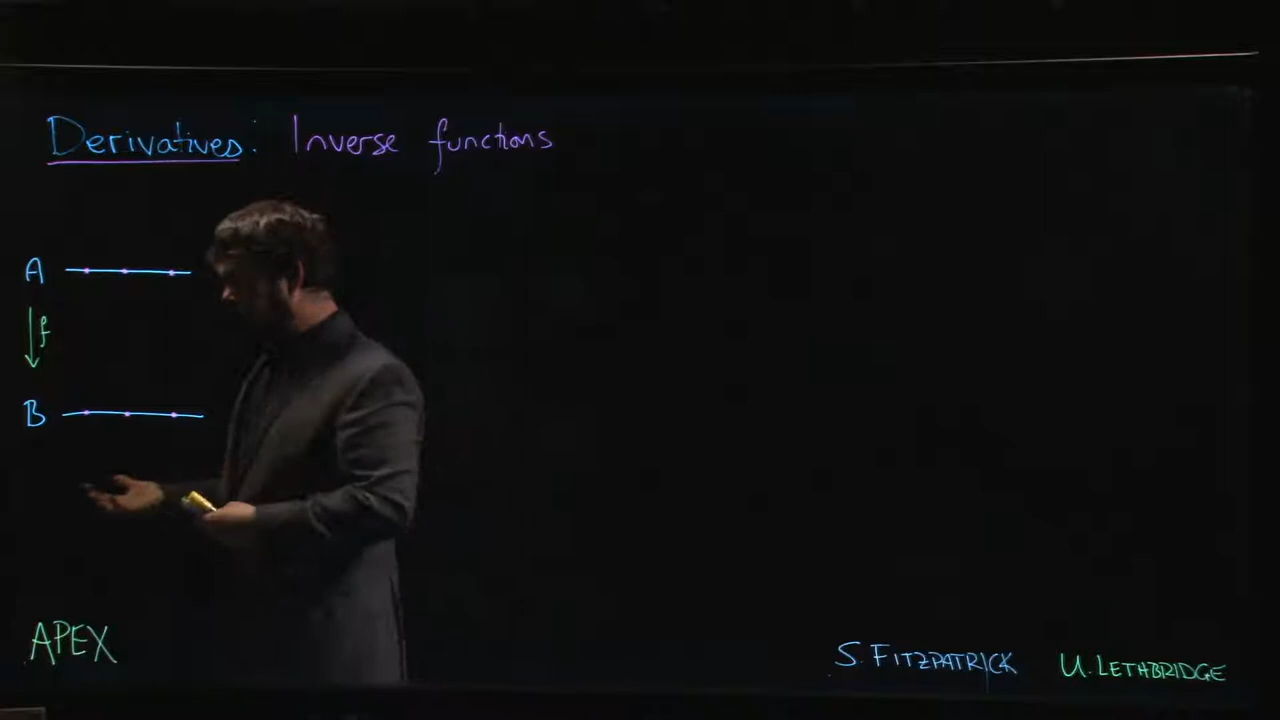 Derivatives: Inverse functions
A
f
B
APEX
S. FITZPATRICK U. LETHBRIDGE